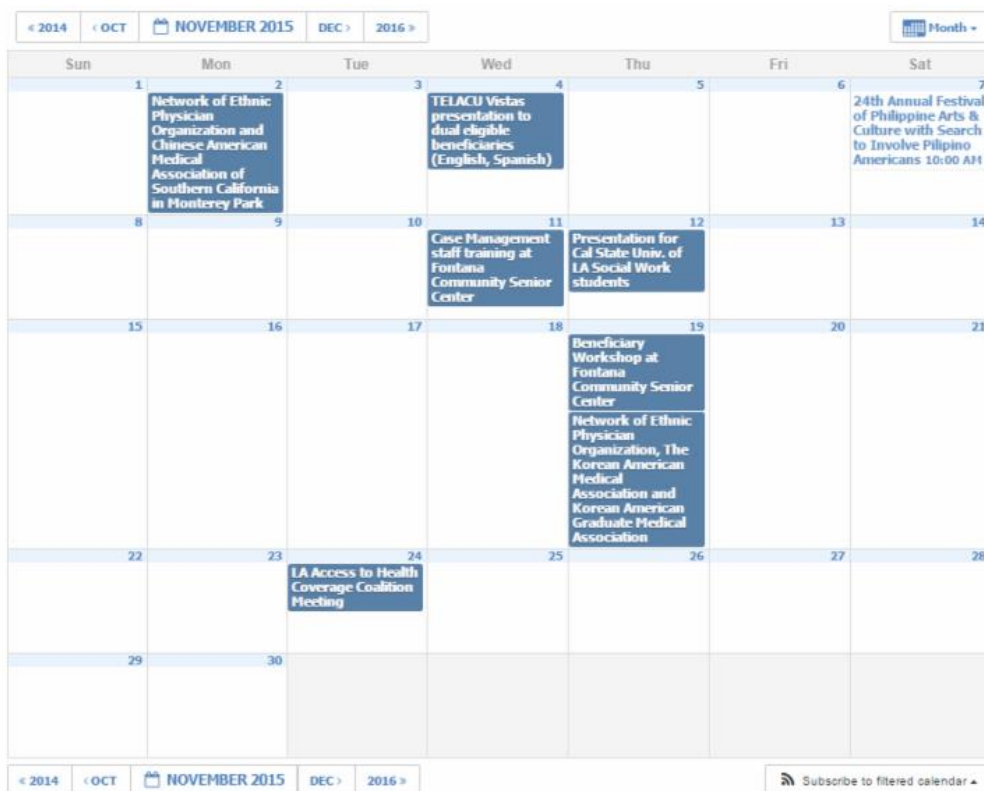 « 2014 ‹ OCT NOVEMBER 2015 DEC › 2016 » Month
Sun Mon Tue Wed Thu Fri Sat
1 2 3 4 5 6 7
Network of Ethnic
Physician
Organization and
Chinese American
Medical
Association of
Southern California
in Monterey Park
TELACU Vistas
presentation to
dual eligible
beneficiaries
(English, Spanish)
24th Annual Festival
of Philippine Arts &
Culture with Search
to Involve Pilipino
Americans 10:00 AM
8 9 10 11 12 13 14
Case Management
staff training at
Fontana
Community Senior
Center
Presentation for
Cal State Univ. of
LA Social Work
students
15 16 17 18 19 20 21
Beneficiary
Workshop at
Fontana
Community Senior
Center
Network of Ethnic
Physician
Organization, The
Korean American
Medical
Association and
Korean American
Graduate Medical
Association
22 23 24 25 26 27 28
LA Access to Health
Coverage Coalition
Meeting
29 30
« 2014 ‹ OCT NOVEMBER 2015 DEC › 2016 » Subscribe to filtered calendar